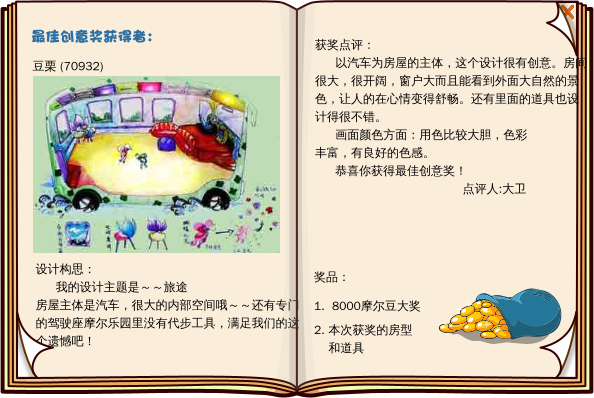 最佳创意奖获得者：
豆栗 (70932)
设计构思：
我的设计主题是～～旅途
房屋主体是汽车，很大的内部空间哦～～还有专门
的驾驶座摩尔乐园里没有代步工具，满足我们的这
个遗憾吧！
获奖点评：
以汽车为房屋的主体，这个设计很有创意。房间
很大，很开阔，窗户大而且能看到外面大自然的景
色，让人的在心情变得舒畅。还有里面的道具也设
计得很不错。
画面颜色方面：用色比较大胆，色彩
丰富，有良好的色感。
恭喜你获得最佳创意奖！
点评人:大卫
奖品：
1. 8000摩尔豆大奖
2. 本次获奖的房型
和道具